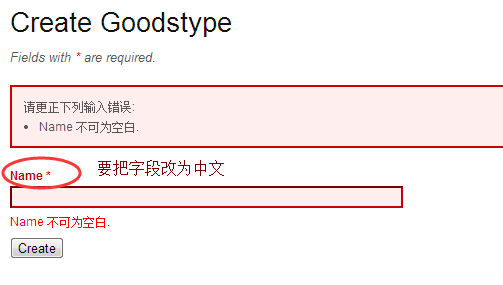 Create Goodstype
Fields with * are required.
请更正下列输入错误:
• Name 不可为空白.
Name * 要把字段改为中文
Name 不可为空白.
Create